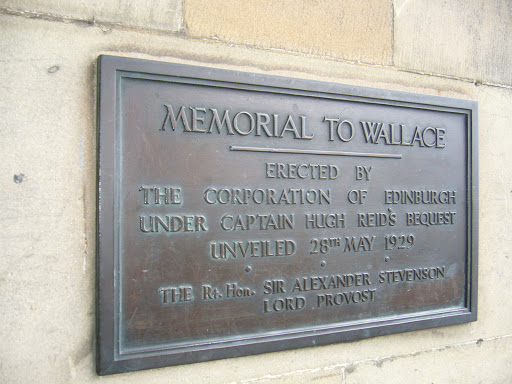 MEMORIAL TO WALLACE
ERECTED BY
THE CORPORATION OF EDINBURGH
UNDER CAPTAIN HUGH REID'S BEQUEST
UNVEILED 28TH MAY 1929
THE Rt. Hon. SIR ALEXANDER STEVENSON
LORD PROVOST